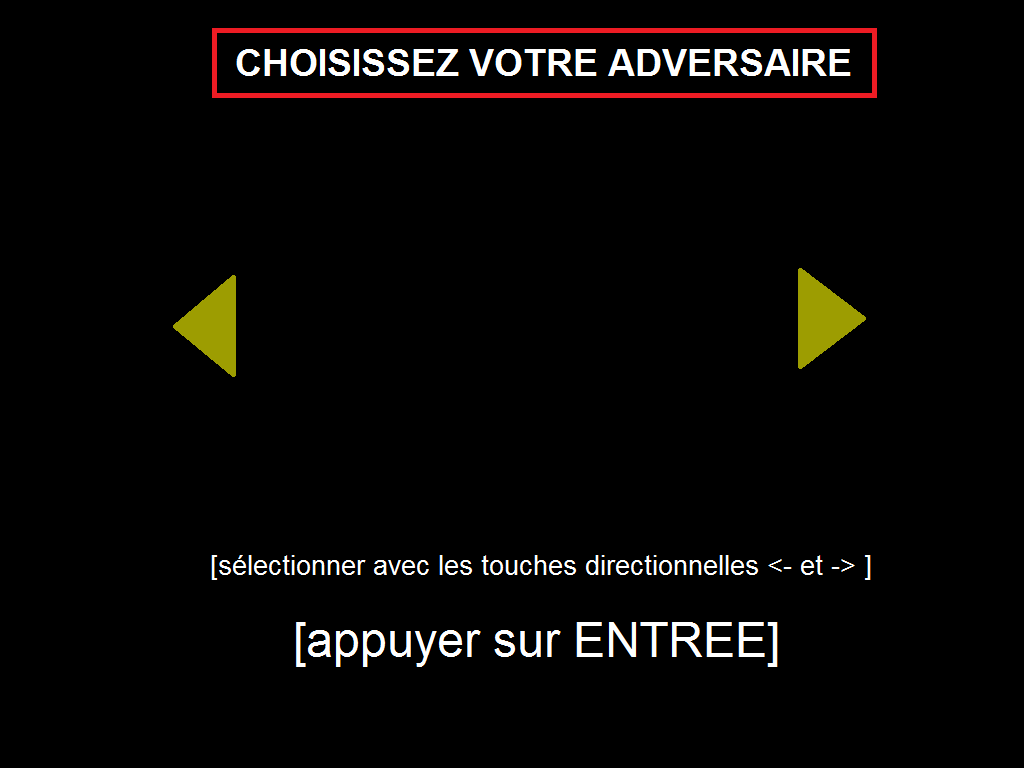 CHOISISSEZ VOTRE ADVERSAIRE
[sélectionner avec les touches directionnelles <- et -> ]
[appuyer sur ENTREE]